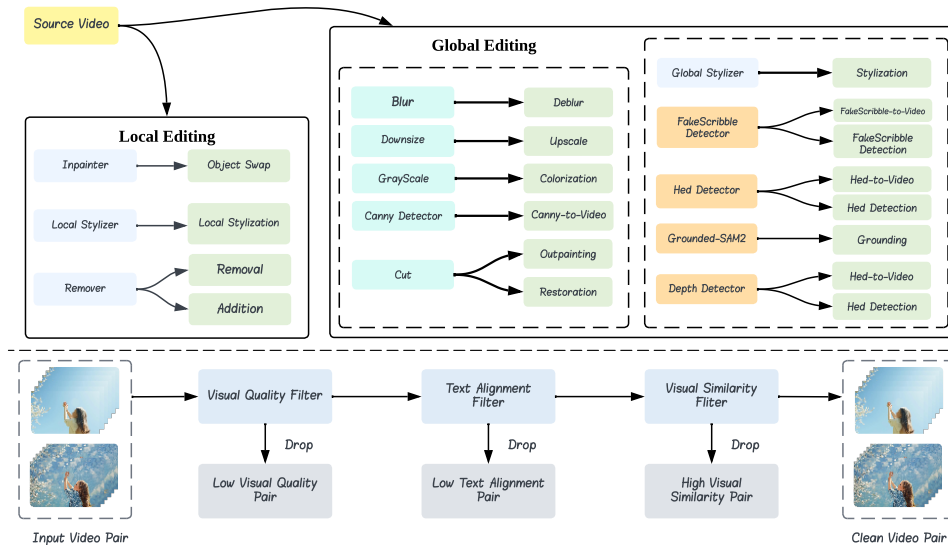 Source Video
Local Editing
Inpainter
Object Swap
Local Stylizer
Local Stylization
Remover
Removal
Addition
Global Editing
Blur
Deblur
Downsize
Upscale
GrayScale
Colorization
Canny Detector
Canny-to-Video
Cut
Outpainting
Restoration
Global Stylizer
Stylization
FakeScribble
Detector
FakeScribble-to-Video
FakeScribble
Detection
Hed Detector
Hed-to-Video
Hed Detection
Grounded-SAM2
Grounding
Depth Detector
Hed-to-Video
Hed Detection
Input Video Pair
Visual Quality Filter
Drop
Low Visual Quality
Pair
Text Alignment
Filter
Drop
Low Text Alignment
Pair
Visual Similarity
Fliter
Drop
High Visual
Similarity Pair
Clean Video Pair